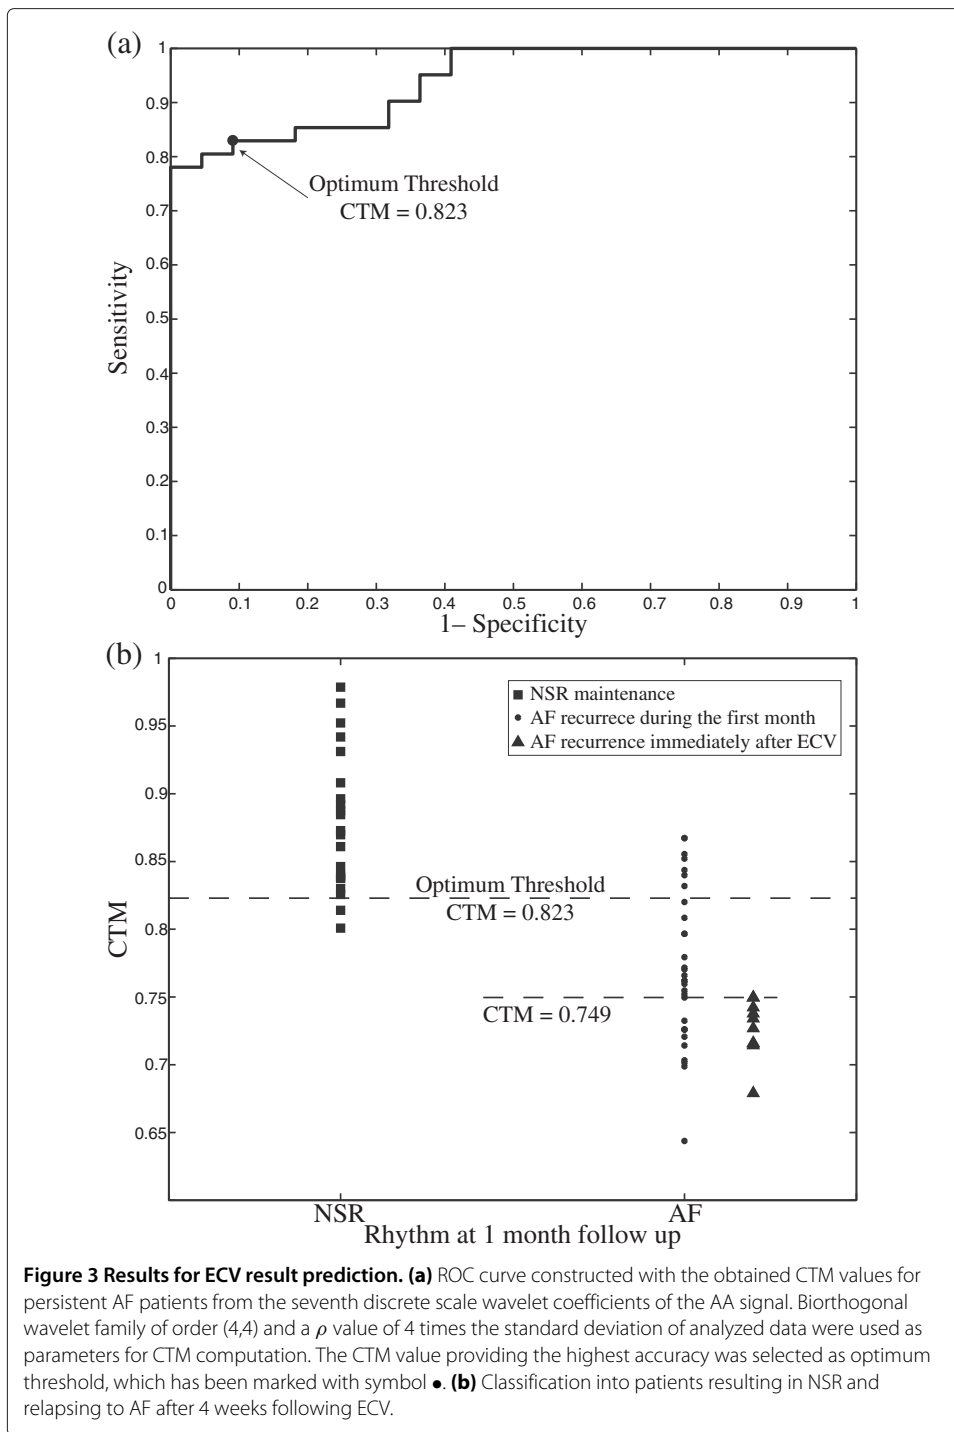 (a)
1
0.9
0.8
0.7
0.6
0.5
0.4
0.3
0.2
0.1
0
Sensitivity
Optimum Threshold
CTM = 0.823
0 0.1 0.2 0.3 0.4 0.5 0.6 0.7 0.8 0.9 1
1– Specificity
(b)
1
0.95
0.9
0.85
0.8
0.75
0.7
0.65
CTM
NSR maintenance
AF recurrece during the first month
AF recurrence immediately after ECV
Optimum Threshold
CTM = 0.823
CTM = 0.749
NSR AF
Rhythm at 1 month follow up
Figure 3 Results for ECV result prediction. (a) ROC curve constructed with the obtained CTM values for
persistent AF patients from the seventh discrete scale wavelet coefficients of the AA signal. Biorthogonal
wavelet family of order (4,4) and a ρ value of 4 times the standard deviation of analyzed data were used as
parameters for CTM computation. The CTM value providing the highest accuracy was selected as optimum
threshold, which has been marked with symbol •. (b) Classification into patients resulting in NSR and
relapsing to AF after 4 weeks following ECV.